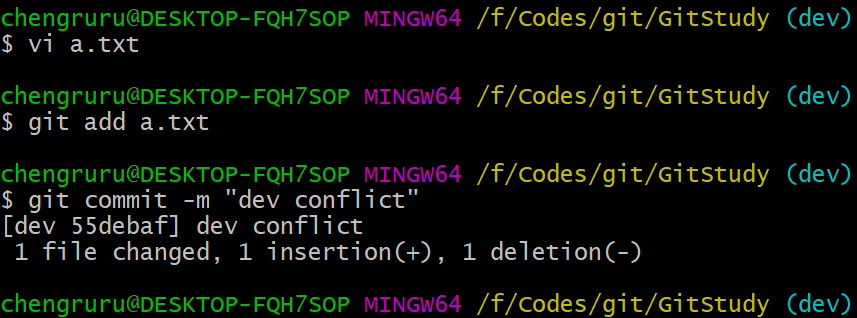 chengruru@DESKTOP-FQH7SOP MINGW64 /f/Codes/git/GitStudy (dev)
$ vi a.txt
chengruru@DESKTOP-FQH7SOP MINGW64 /f/Codes/git/GitStudy (dev)
$ git add a.txt
chengruru@DESKTOP-FQH7SOP MINGW64 /f/Codes/git/GitStudy (dev)
$ git commit -m "dev conflict"
[dev 55debaf] dev conflict
 1 file changed, 1 insertion(+), 1 deletion(-)
chengruru@DESKTOP-FQH7SOP MINGW64 /f/Codes/git/GitStudy (dev)